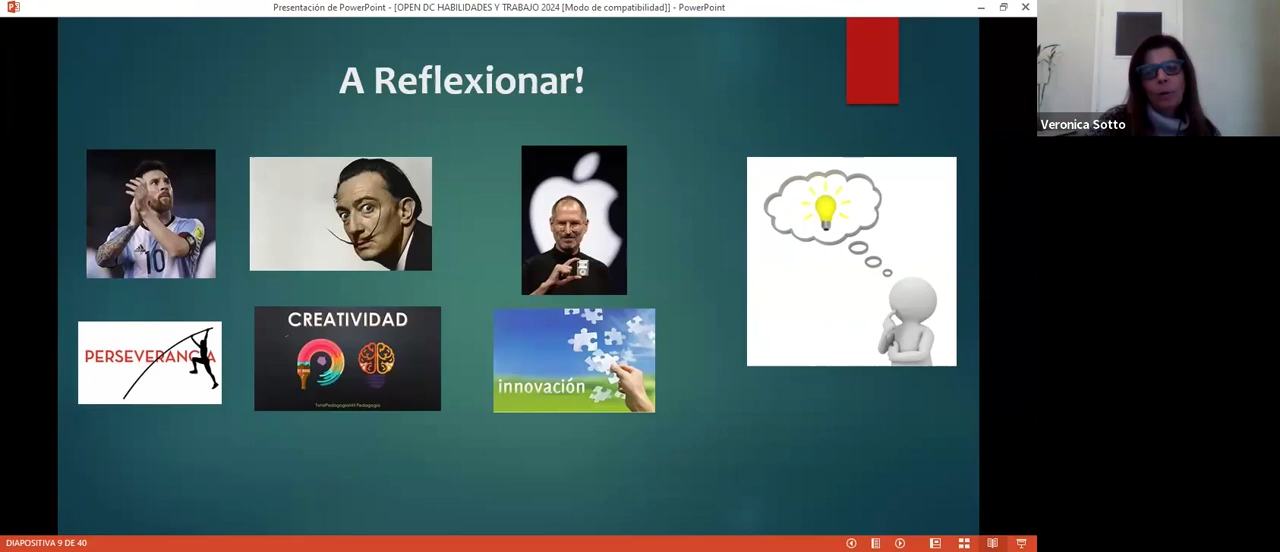 Presentación de PowerPoint - [OPEN DC HABILIDADES Y TRABAJO 2024 [Modo de compatibilidad]] - PowerPoint
A Reflexionar!
10
PERSEVERANCIA
CREATIVIDAD
innovación
Veronica Sotto
DIAPOSITIVA 9 DE 40